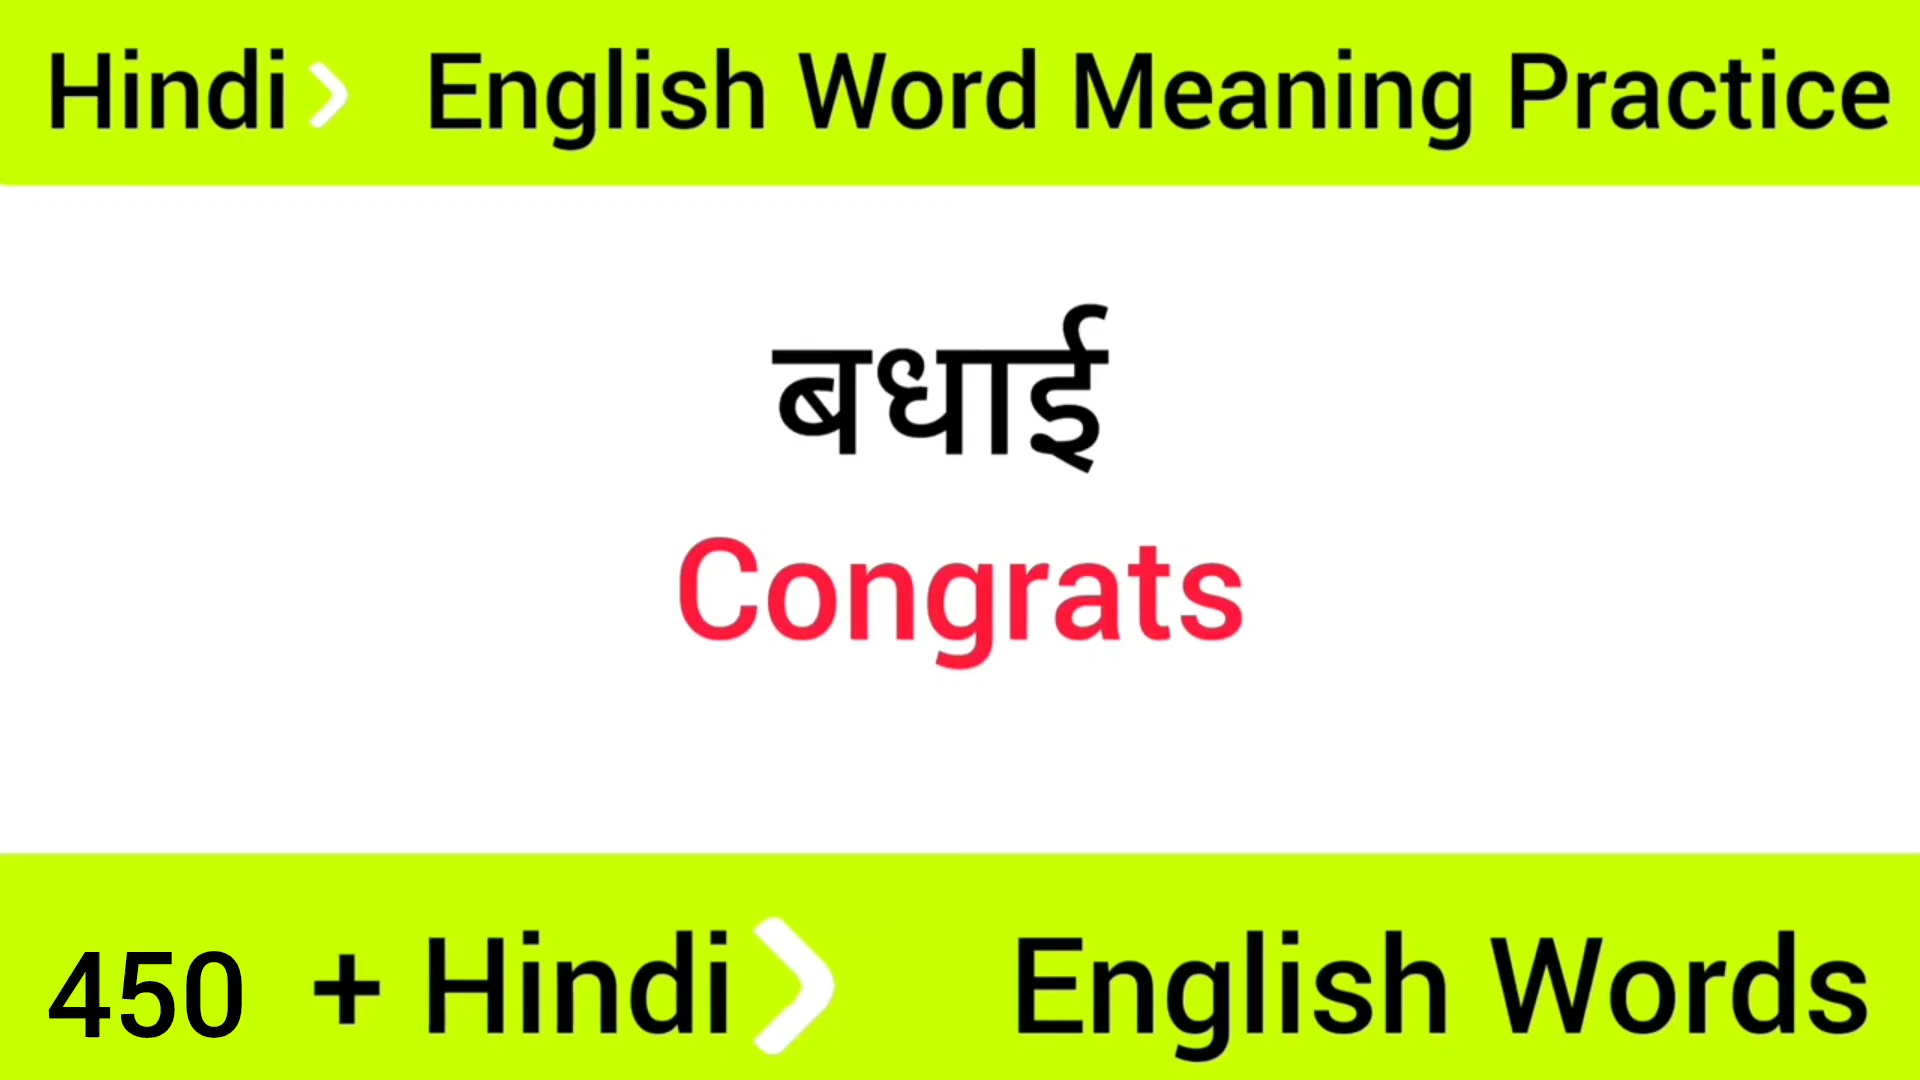 Hindi > English Word Meaning Practice
बधाई
Congrats
450 + Hindi > English Words